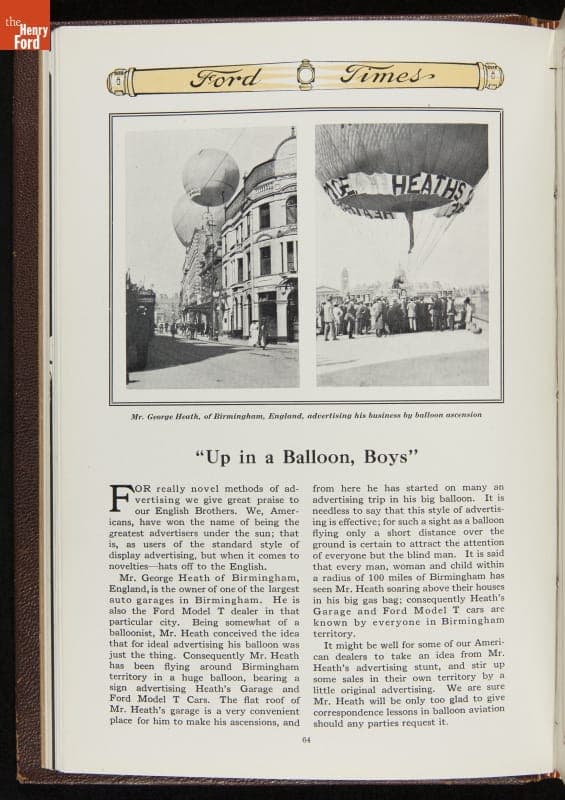 the
Henry
Ford
Ford Times
HEATHS
Mr. George Heath, of Birmingham, England, advertising his business by balloon ascension
"Up in a Balloon, Boys"
FOR really novel methods of ad-
vertising we give great praise to
our English Brothers. We, Amer-
icans, have won the name of being the
greatest advertisers under the sun; that
is, as users of the standard style of
display advertising, but when it comes to
novelties—hats off to the English.
Mr. George Heath of Birmingham,
England, is the owner of one of the largest
auto garages in Birmingham. He is
also the Ford Model T dealer in that
particular city. Being somewhat of a
balloonist, Mr. Heath conceived the idea
that for ideal advertising his balloon was
just the thing. Consequently Mr. Heath
has been flying around Birmingham
territory in a huge balloon, bearing a
sign advertising Heath's Garage and
Ford Model T Cars. The flat roof of
Mr. Heath's garage is a very convenient
place for him to make his ascensions, and
from here he has started on many an
advertising trip in his big balloon. It is
needless to say that this style of advertis-
ing is effective; for such a sight as a balloon
flying only a short distance over the
ground is certain to attract the attention
of everyone but the blind man. It is said
that every man, woman and child within
a radius of 100 miles of Birmingham has
seen Mr. Heath soaring above their houses
in his big gas bag; consequently Heath's
Garage and Ford Model T cars are
known by everyone in Birmingham
territory.
It might be well for some of our Ameri-
can dealers to take an idea from Mr.
Heath's advertising stunt, and stir up
some sales in their own territory by a
little original advertising. We are sure
Mr. Heath will be only too glad to give
correspondence lessons in balloon aviation
should any parties request it.
64